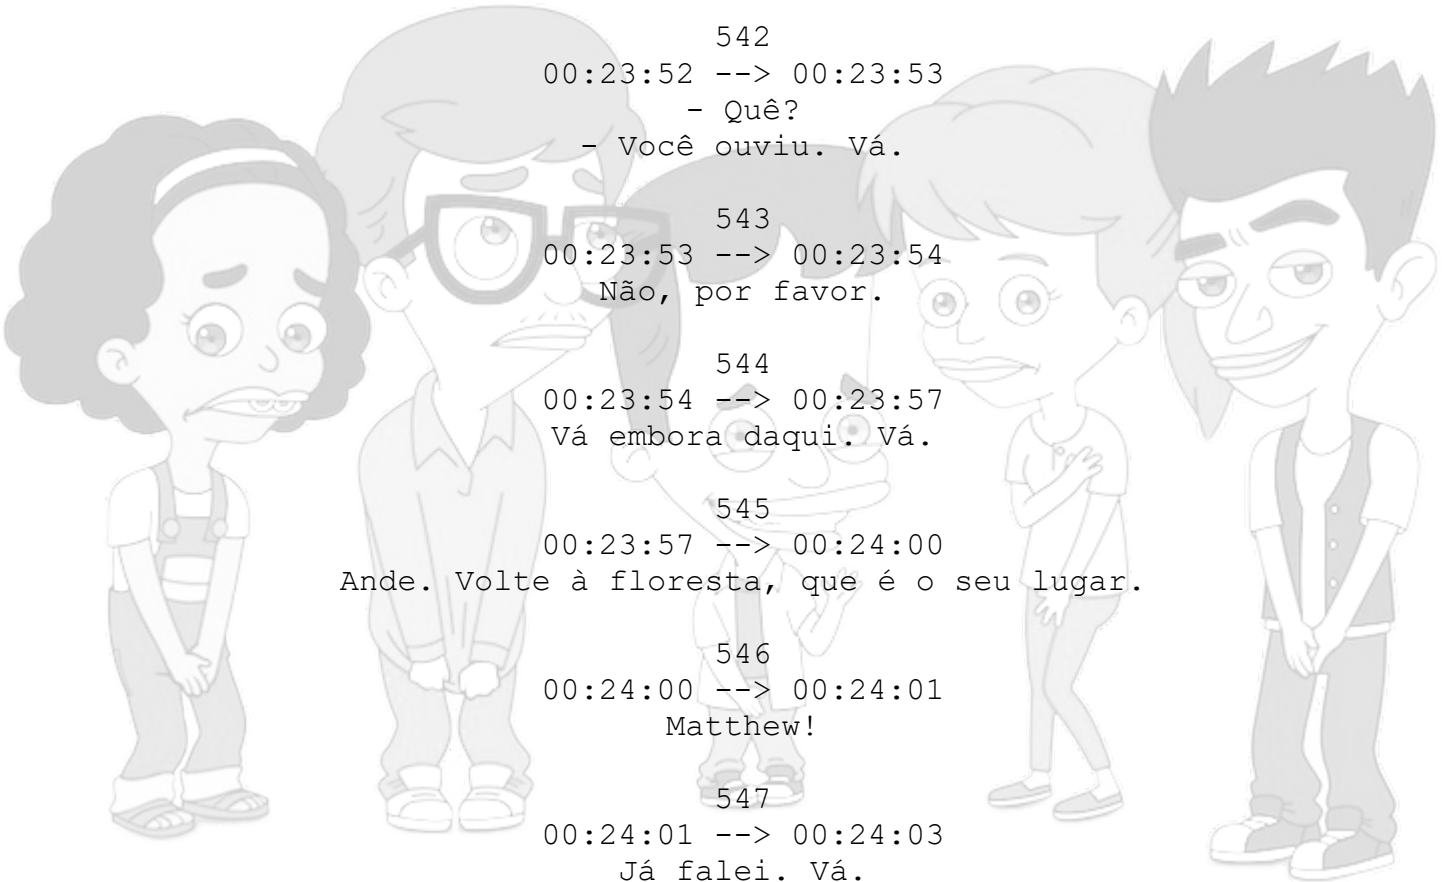 542
00:23:52 --> 00:23:53
- Quê?
- Você ouviu. Vá.
543
00:23:53 --> 00:23:54
Não, por favor.
544
00:23:54 --> 00:23:57
Vá embora daqui. Vá.
545
00:23:57 --> 00:24:00
Ande. Volte à floresta, que é o seu lugar.
546
00:24:00 --> 00:24:01
Matthew!
547
00:24:01 --> 00:24:03
Já falei. Vá.